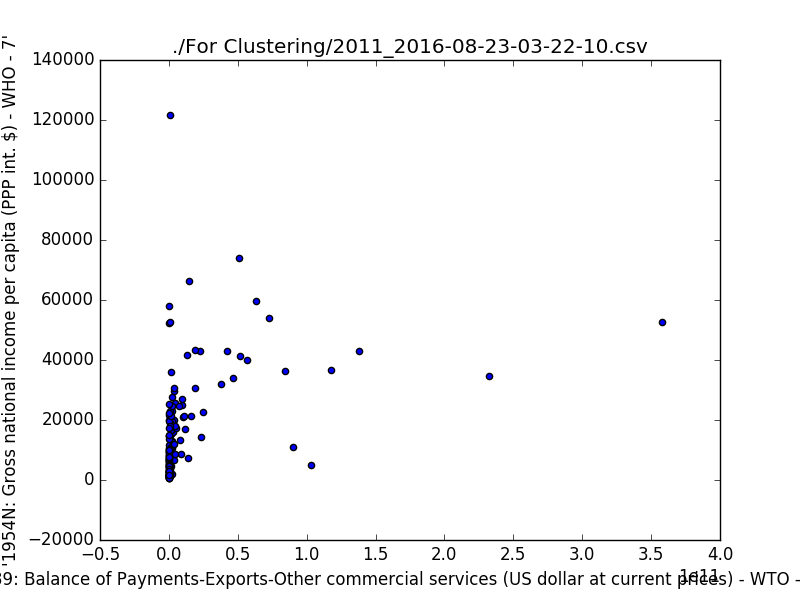 ./For Clustering/2011_2016-08-23-03-22-10.csv
'1954N: Gross national income per capita (PPP int. $) - WHO - 7'
140000
120000
100000
80000
60000
40000
20000
0
−20000
−0.5 0.0 0.5 1.0 1.5 2.0 2.5 3.0 3.5 4.0
1e11
39: Balance of Payments-Exports-Other commercial services (US dollar at current prices) - WTO -